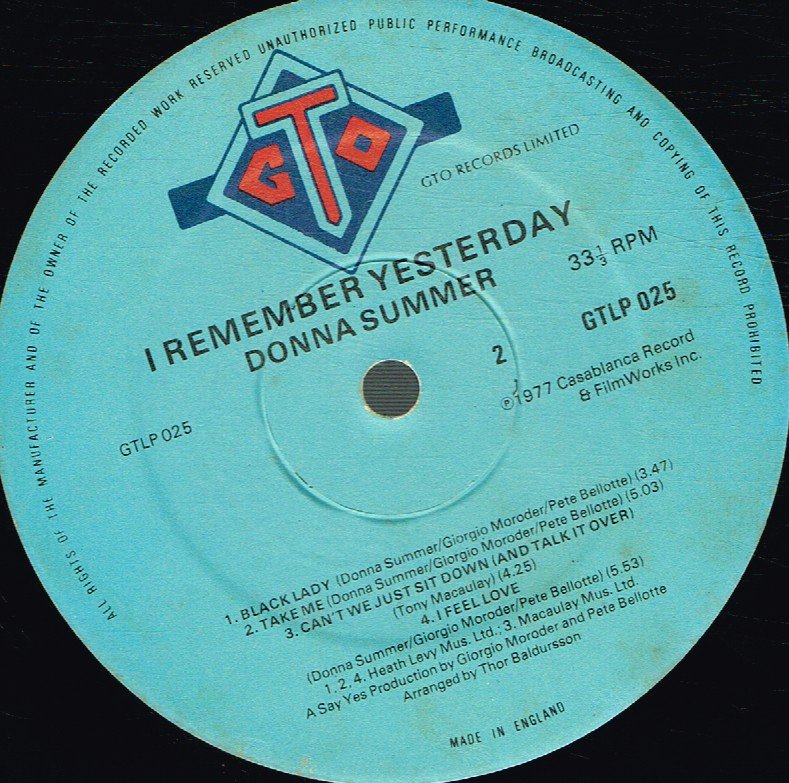 ALL RIGHTS OF THE MANUFACTURER AND OF THE OWNER OF THE RECORDED WORK RESERVED UNAUTHORIZED PUBLIC PERFORMANCE BROADCASTING AND COPYING OF THIS RECORD PROHIBITED
GTO
GTO RECORDS LIMITED
I REMEMBER YESTERDAY
DONNA SUMMER
33⅓ RPM
GTLP 025
2
℗1977 Casablanca Record
& FilmWorks Inc.
GTLP 025
1. BLACK LADY (Donna Summer/Giorgio Moroder/Pete Bellotte) (3.47)
2. TAKE ME (Donna Summer/Giorgio Moroder/Pete Bellotte) (5.03)
3. CAN'T WE JUST SIT DOWN (AND TALK IT OVER)
(Tony Macaulay) (4.25)
4. I FEEL LOVE
(Donna Summer/Giorgio Moroder/Pete Bellotte) (5.53)
1, 2, 4. Heath Levy Mus. Ltd.; 3. Macaulay Mus. Ltd
A Say Yes Production by Giorgio Moroder and Pete Bellotte
Arranged by Thor Baldursson
MADE IN ENGLAND